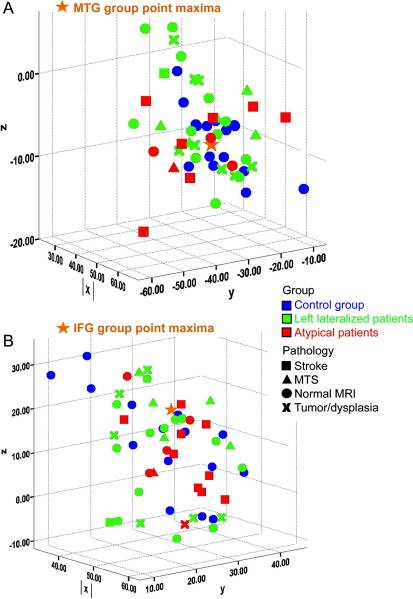 A
★ MTG group point maxima
0.00
z
-10.00
-20.00
30.00
40.00
50.00
60.00
|x|
-60.00
-50.00
-40.00
-30.00
-20.00
-10.00
y
Group
Control group
Left lateralized patients
Atypical patients
Pathology
Stroke
MTS
Normal MRI
Tumor/dysplasia
B
★ IFG group point maxima
30.00
20.00
z
10.00
0.00
-10.00
40.00
50.00
60.00
|x|
10.00
20.00
30.00
40.00
y